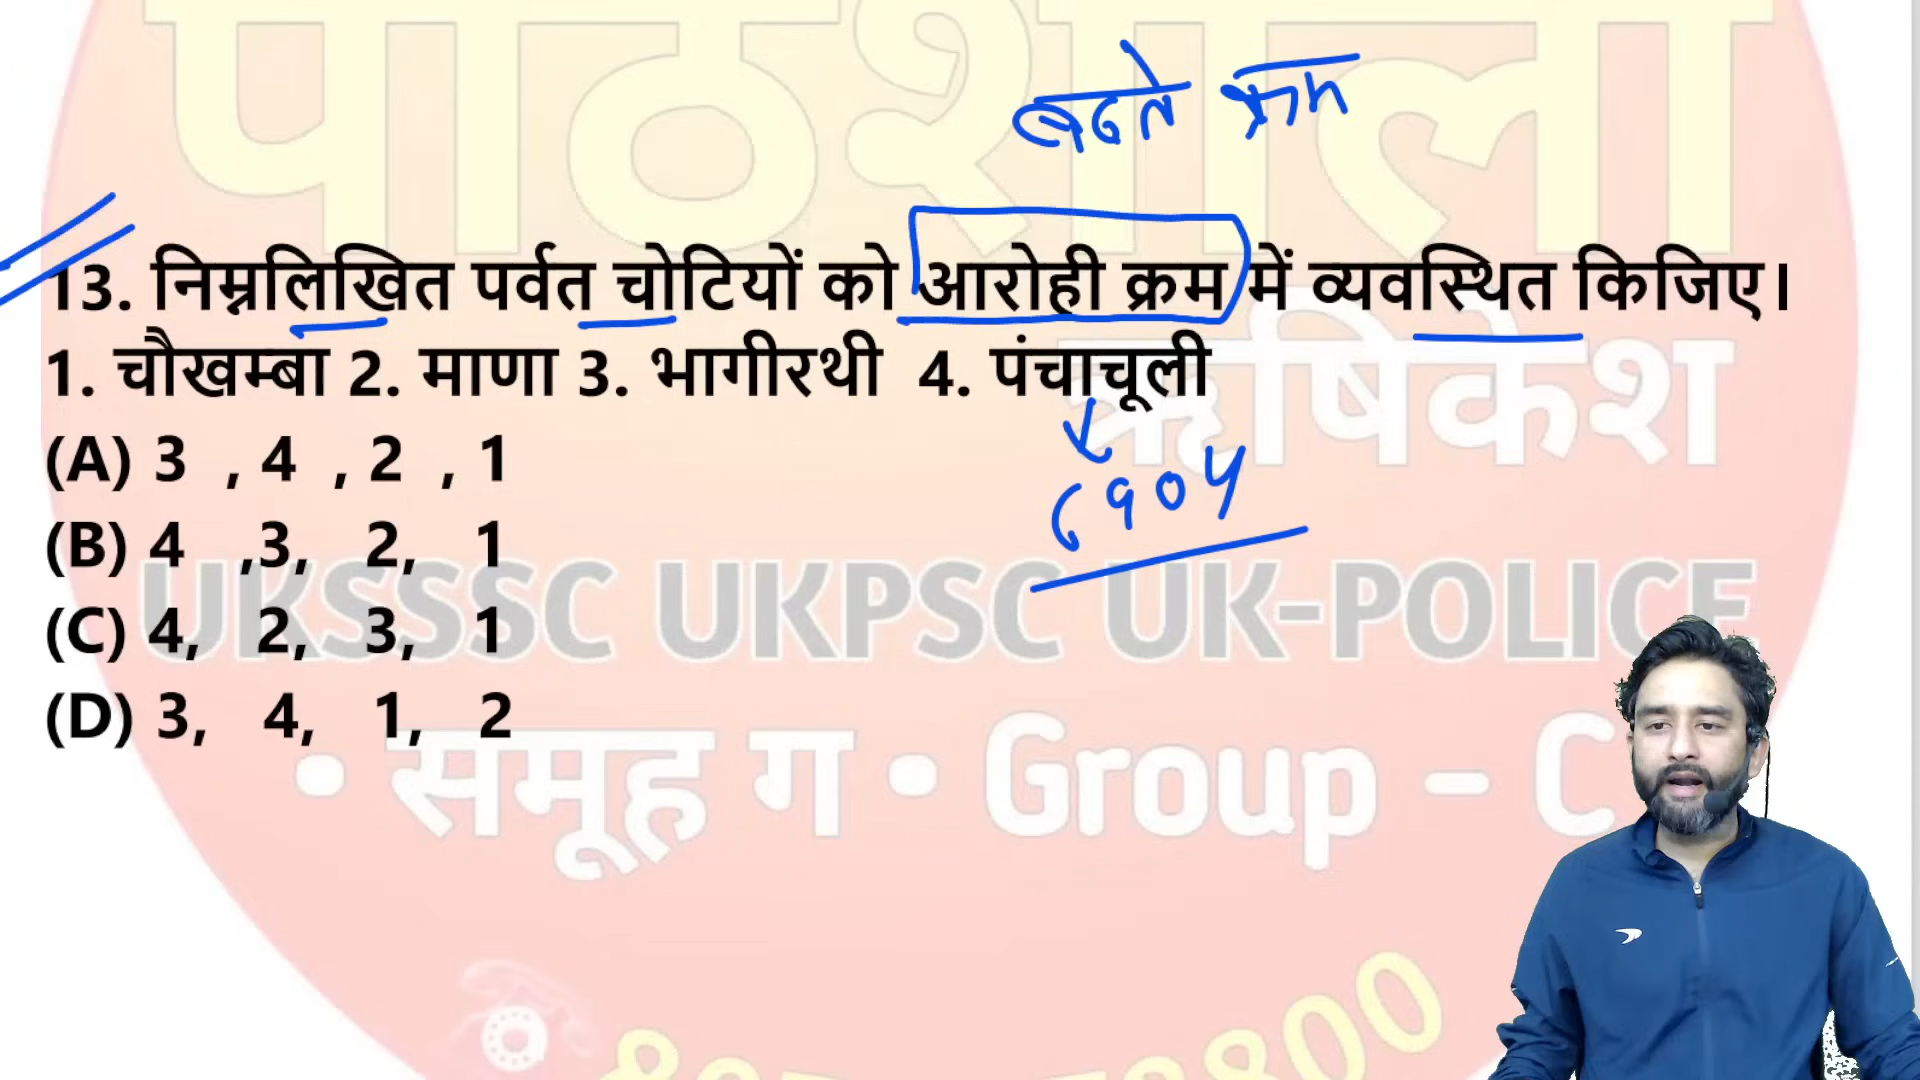 पाठशाला
बढते क्रम
13. निम्नलिखित पर्वत चोटियों को आरोही क्रम में व्यवस्थित किजिए।
ऋषिकेश
1. चौखम्बा 2. माणा 3. भागीरथी 4. पंचाचूली
(A) 3 , 4 , 2 , 1
6904
(B) 4 ,3, 2, 1
UKSSSC UKPSC UK-POLICE
(C) 4, 2, 3, 1
(D) 3, 4, 1, 2
• समूह ग • Group - C